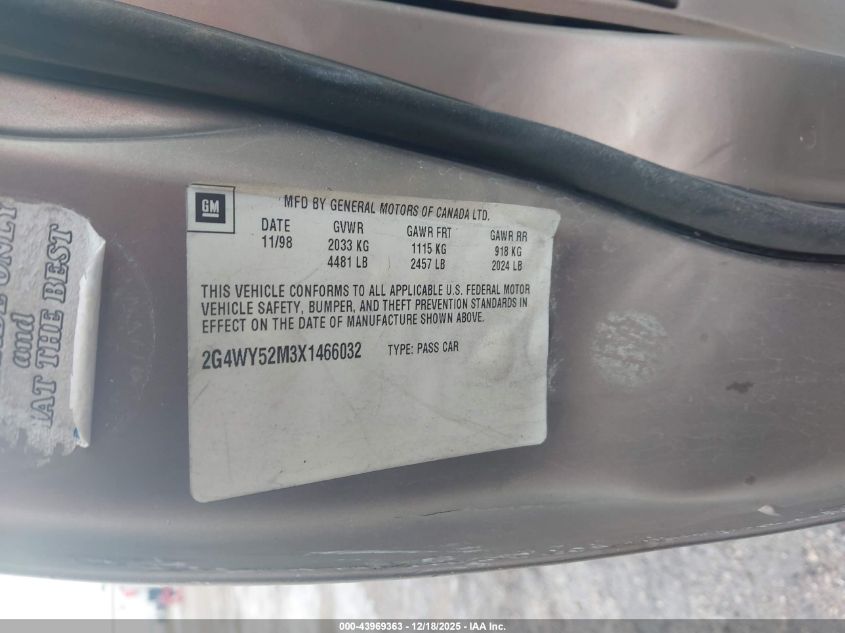 GM
MFD BY GENERAL MOTORS OF CANADA LTD.
DATE GVWR GAWR FRT GAWR RR
11/98 2033 KG 1115 KG 918 KG
4481 LB 2457 LB 2024 LB
THIS VEHICLE CONFORMS TO ALL APPLICABLE U.S. FEDERAL MOTOR
VEHICLE SAFETY, BUMPER, AND THEFT PREVENTION STANDARDS IN
EFFECT ON THE DATE OF MANUFACTURE SHOWN ABOVE.
2G4WY52M3X1466032 TYPE: PASS CAR
ONLY
and
AT THE BEST
000-43969363 - 12/18/2025 - IAA Inc.